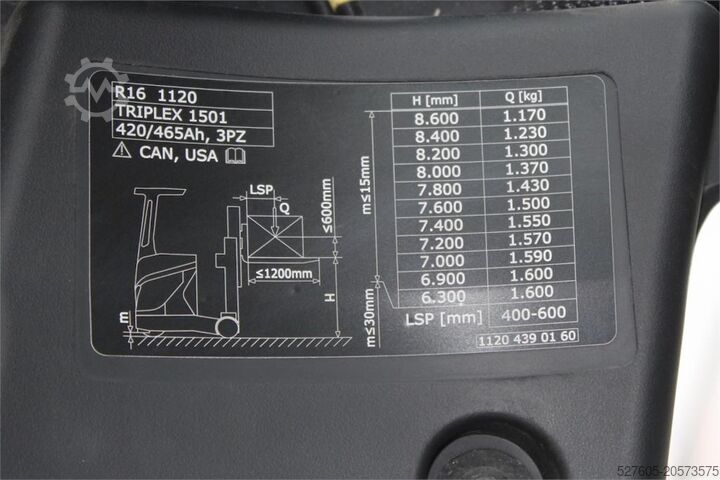 R16 1120
TRIPLEX 1501
420/465Ah, 3PZ
⚠ CAN, USA
LSP
Q
≤600mm
≤1200mm
H
m
m≤15mm
m≤30mm
H [mm] Q [kg]
8.600 1.170
8.400 1.230
8.200 1.300
8.000 1.370
7.800 1.430
7.600 1.500
7.400 1.550
7.200 1.570
7.000 1.590
6.900 1.600
6.300 1.600
LSP [mm] 400-600
1120 439 01 60
527605-20573575